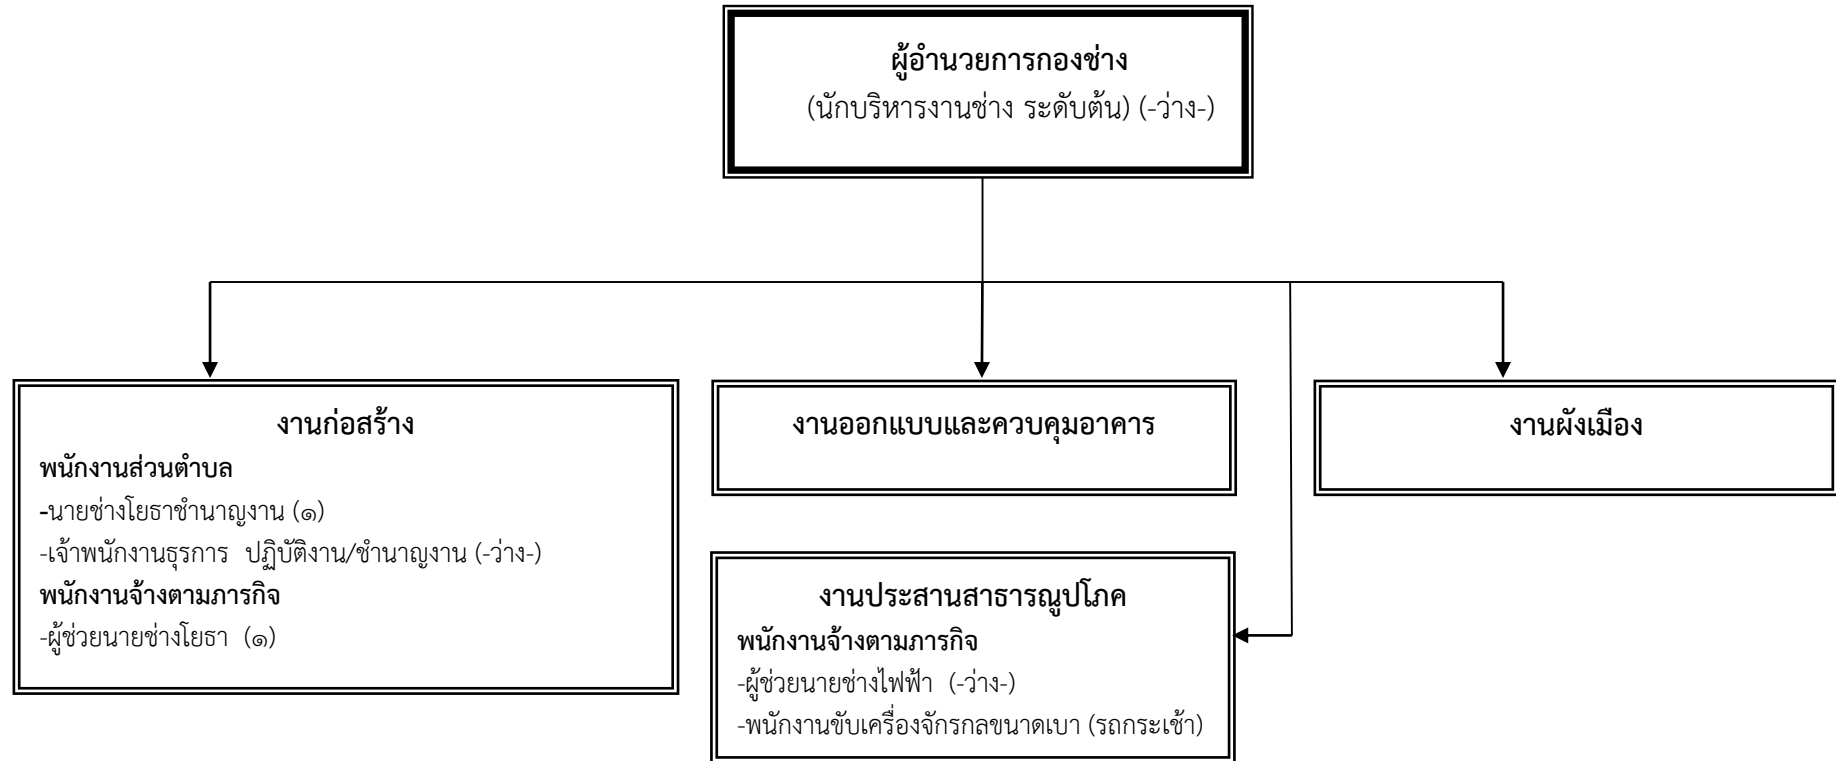 ผู้อำนวยการกองช่าง
(นักบริหารงานช่าง ระดับต้น) (-ว่าง-)
งานก่อสร้าง
พนักงานส่วนตำบล
-นายช่างโยธาชำนาญงาน (๑)
-เจ้าพนักงานธุรการ ปฏิบัติงาน/ชำนาญงาน (-ว่าง-)
พนักงานจ้างตามภารกิจ
-ผู้ช่วยนายช่างโยธา (๑)
งานออกแบบและควบคุมอาคาร
งานผังเมือง
งานประสานสาธารณูปโภค
พนักงานจ้างตามภารกิจ
-ผู้ช่วยนายช่างไฟฟ้า (-ว่าง-)
-พนักงานขับเครื่องจักรกลขนาดเบา (รถกระเช้า)